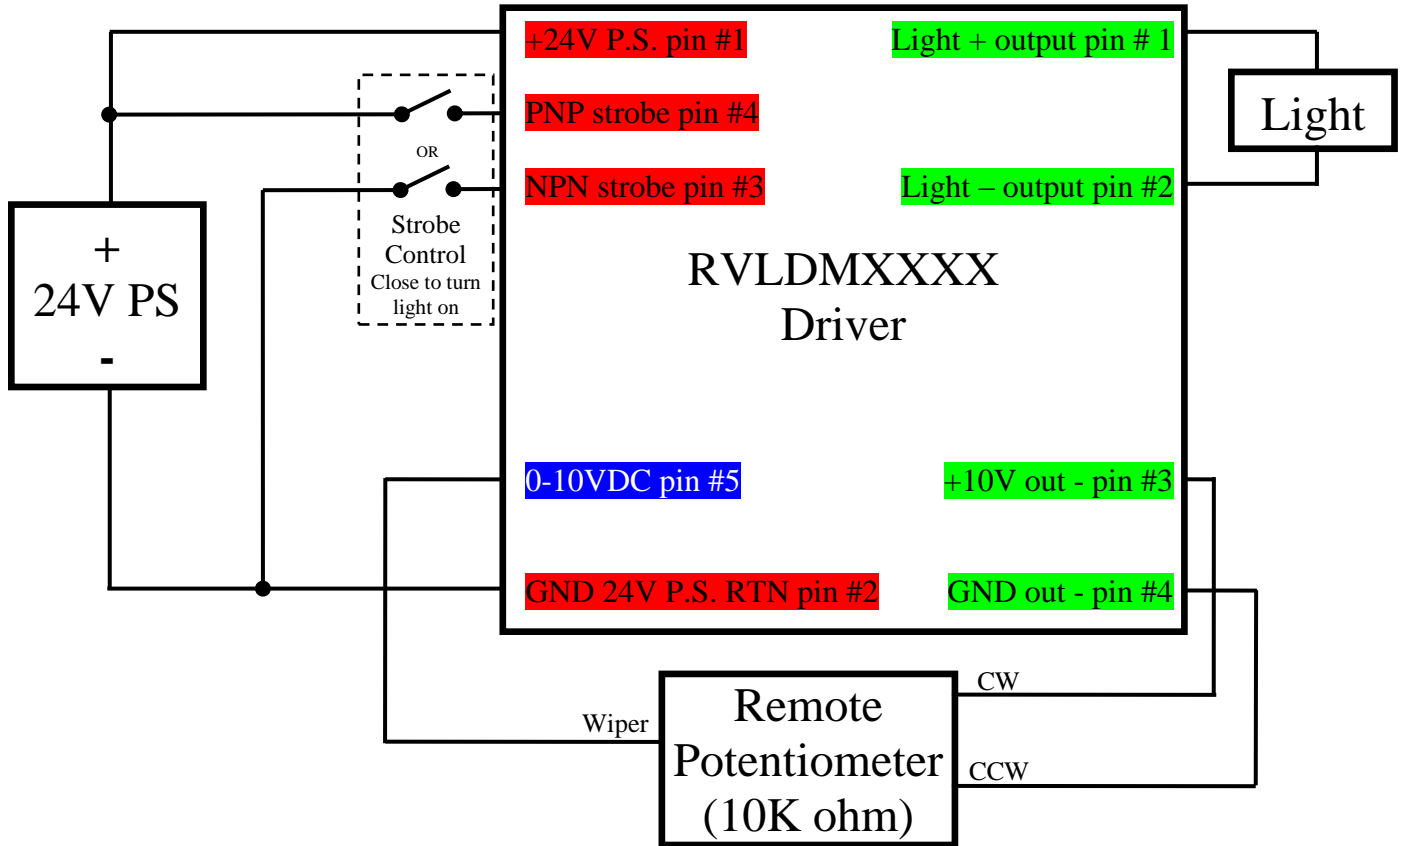 +24V P.S. pin #1
Light + output pin # 1
PNP strobe pin #4
Light
OR
NPN strobe pin #3
Light – output pin #2
Strobe
Control
Close to turn
light on
+
24V PS
-
RVLDMXXXX
Driver
0-10VDC pin #5
+10V out - pin #3
GND 24V P.S. RTN pin #2
GND out - pin #4
CW
Wiper
Remote
Potentiometer
(10K ohm)
CCW